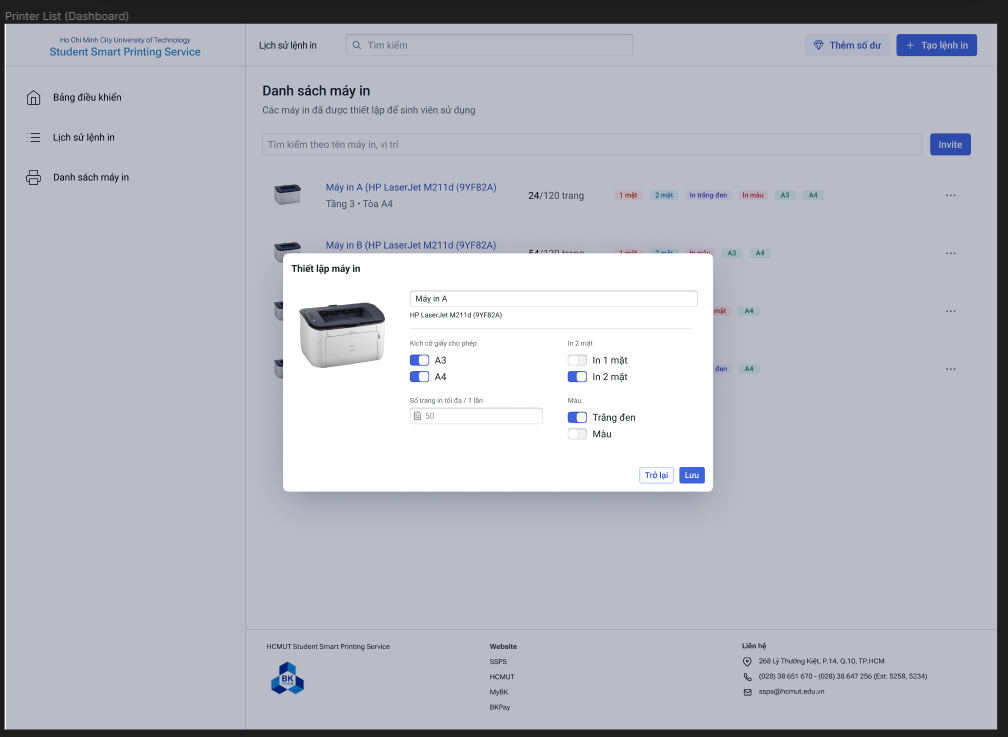 Printer List (Dashboard)
Ho Chi Minh City University of Technology
Student Smart Printing Service
Bảng điều khiển
Lịch sử lệnh in
Danh sách máy in
Lịch sử lệnh in
Tìm kiếm
Thêm số dư
Tạo lệnh in
Danh sách máy in
Các máy in đã được thiết lập để sinh viên sử dụng
Tìm kiếm theo tên máy in, vị trí
Invite
Máy in A (HP LaserJet M211d (9YF82A)
Tầng 3 • Tòa A4
24/120 trang
1 mặt
2 mặt
In trắng đen
In màu
A3
A4
Máy in B (HP LaserJet M211d (9YF82A)
54/120 trang
1 mặt
2 mặt
In màu
A3
A4
mặt
A4
đen
A4
Thiết lập máy in
Máy in A
HP LaserJet M211d (9YF82A)
Kích cỡ giấy cho phép
A3
A4
Số trang in tối đa / 1 lần
50
In 2 mặt
In 1 mặt
In 2 mặt
Màu
Trắng đen
Màu
Trở lại
Lưu
HCMUT Student Smart Printing Service
BK
Website
SSPS
HCMUT
MyBK
BKPay
Liên hệ
268 Lý Thường Kiệt, P.14, Q.10, TP.HCM
(028) 38 651 670 - (028) 38 647 256 (Ext: 5258, 5234)
ssps@hcmut.edu.vn